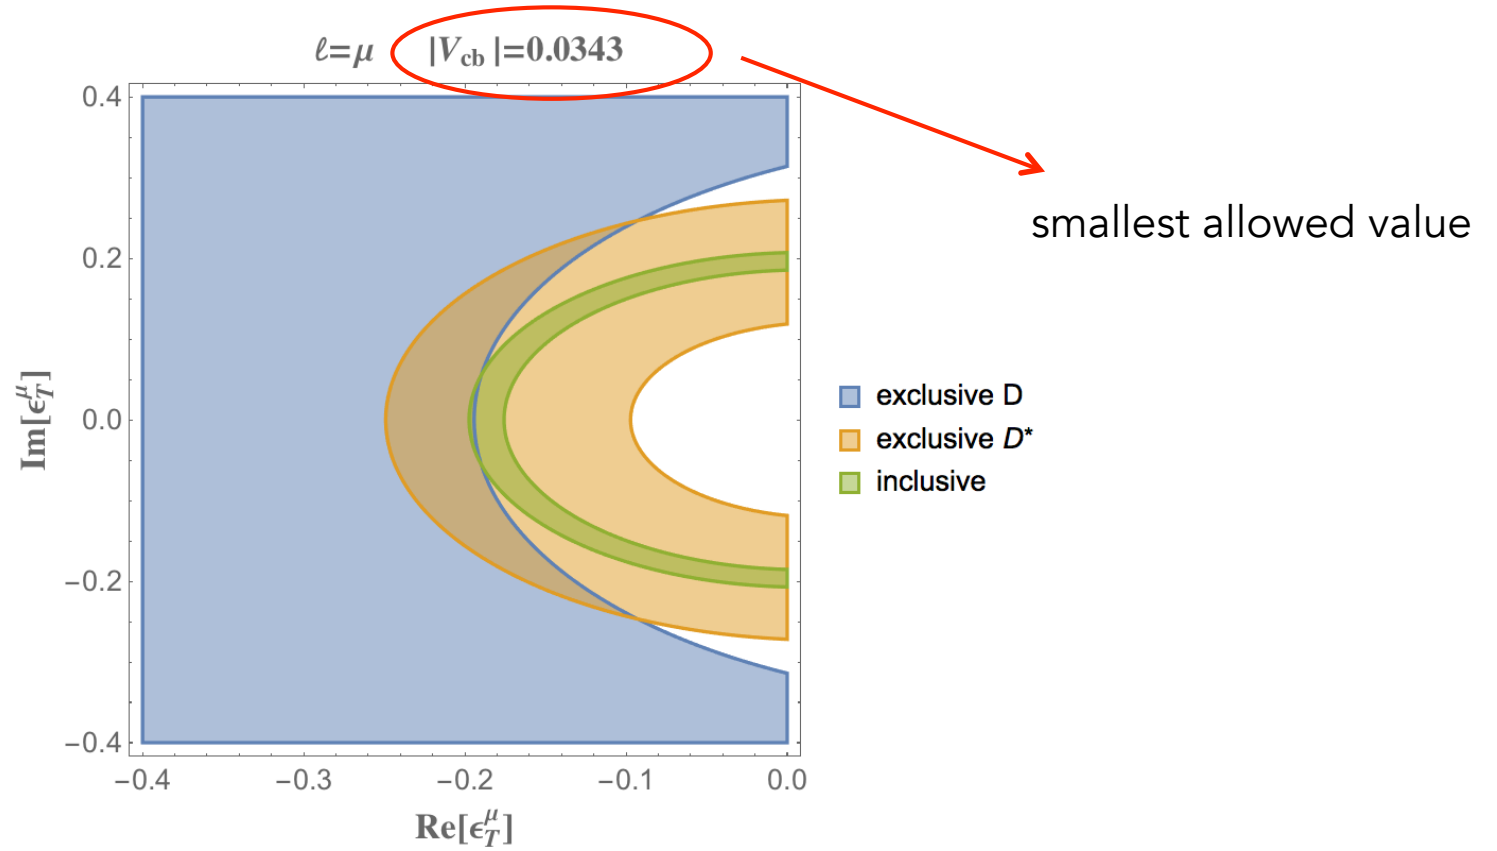 ℓ=μ |V_cb|=0.0343
smallest allowed value
0.4
0.2
0.0
−0.2
−0.4
Im[ϵ_T^μ]
exclusive D
exclusive D*
inclusive
−0.4 −0.3 −0.2 −0.1 0.0
Re[ϵ_T^μ]